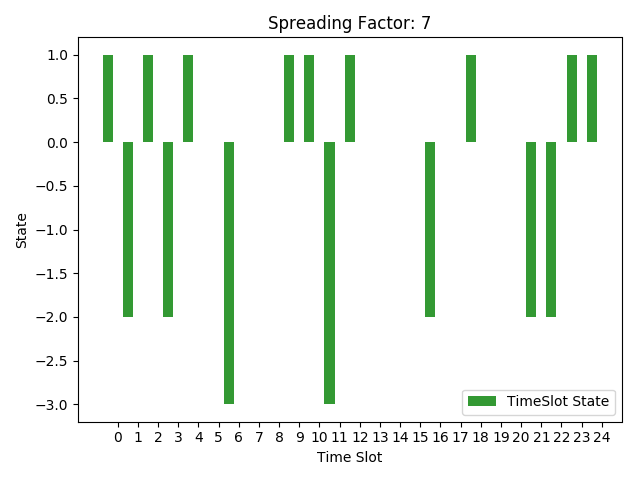 Spreading Factor: 7
1.0
0.5
0.0
−0.5
−1.0
−1.5
−2.0
−2.5
−3.0
State
TimeSlot State
0 1 2 3 4 5 6 7 8 9 10 11 12 13 14 15 16 17 18 19 20 21 22 23 24
Time Slot